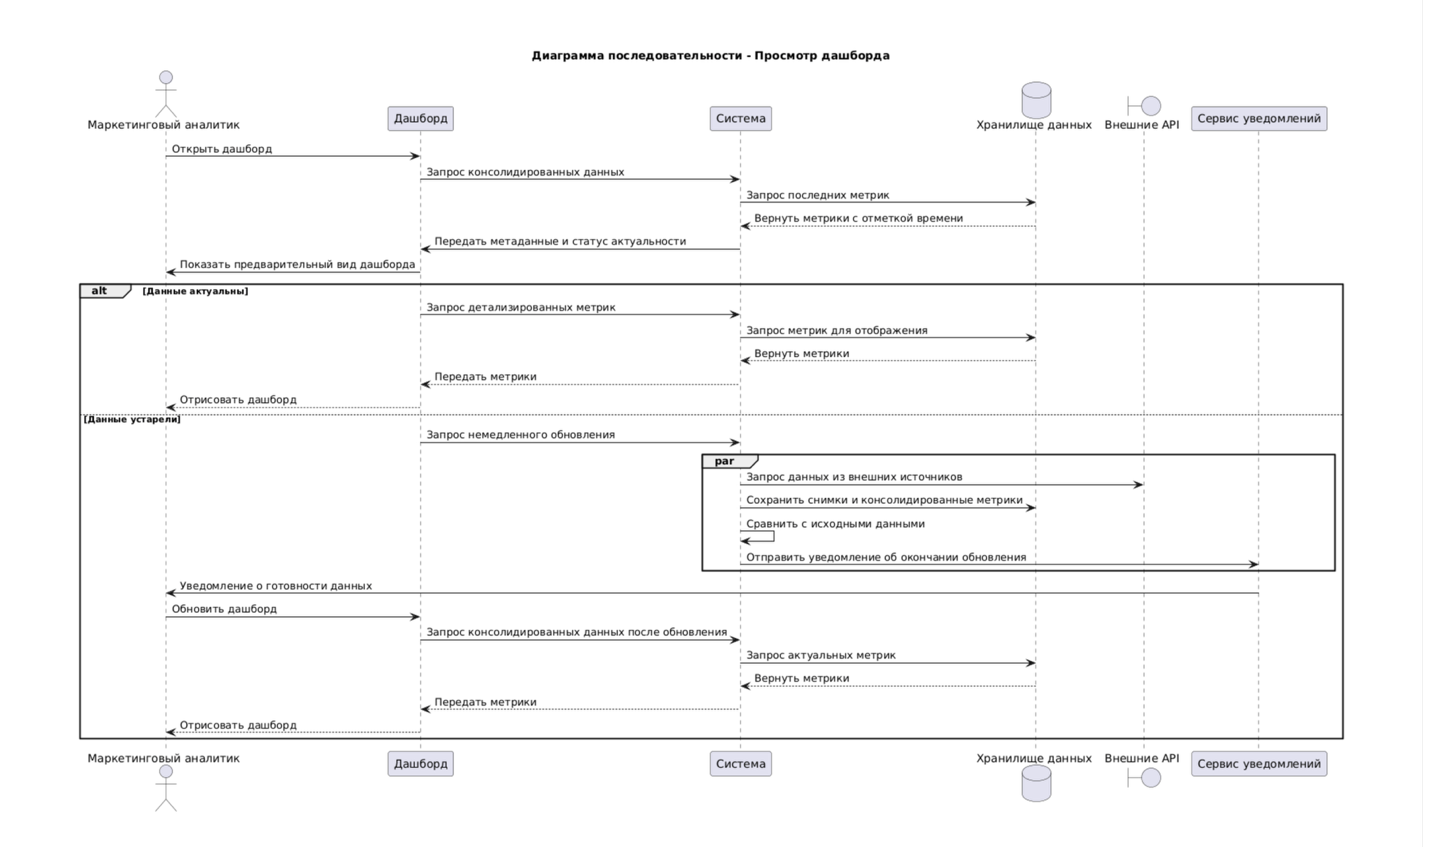 Диаграмма последовательности - Просмотр дашборда
Маркетинговый аналитик
Дашборд
Система
Хранилище данных
Внешние API
Сервис уведомлений
Открыть дашборд
Запрос консолидированных данных
Запрос последних метрик
Вернуть метрики с отметкой времени
Передать метаданные и статус актуальности
Показать предварительный вид дашборда
alt
[Данные актуальны]
Запрос детализированных метрик
Запрос метрик для отображения
Вернуть метрики
Передать метрики
Отрисовать дашборд
[Данные устарели]
Запрос немедленного обновления
par
Запрос данных из внешних источников
Сохранить снимки и консолидированные метрики
Сравнить с исходными данными
Отправить уведомление об окончании обновления
Уведомление о готовности данных
Обновить дашборд
Запрос консолидированных данных после обновления
Запрос актуальных метрик
Вернуть метрики
Передать метрики
Отрисовать дашборд
Маркетинговый аналитик
Дашборд
Система
Хранилище данных
Внешние API
Сервис уведомлений